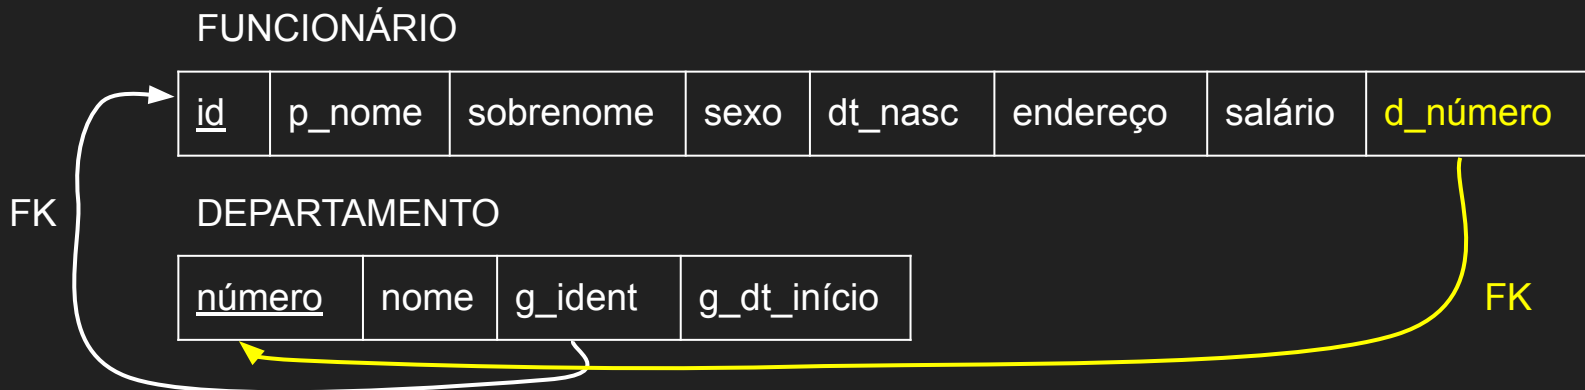 FUNCIONÁRIO
id p_nome sobrenome sexo dt_nasc endereço salário d_número
FK
DEPARTAMENTO
número nome g_ident g_dt_início
FK